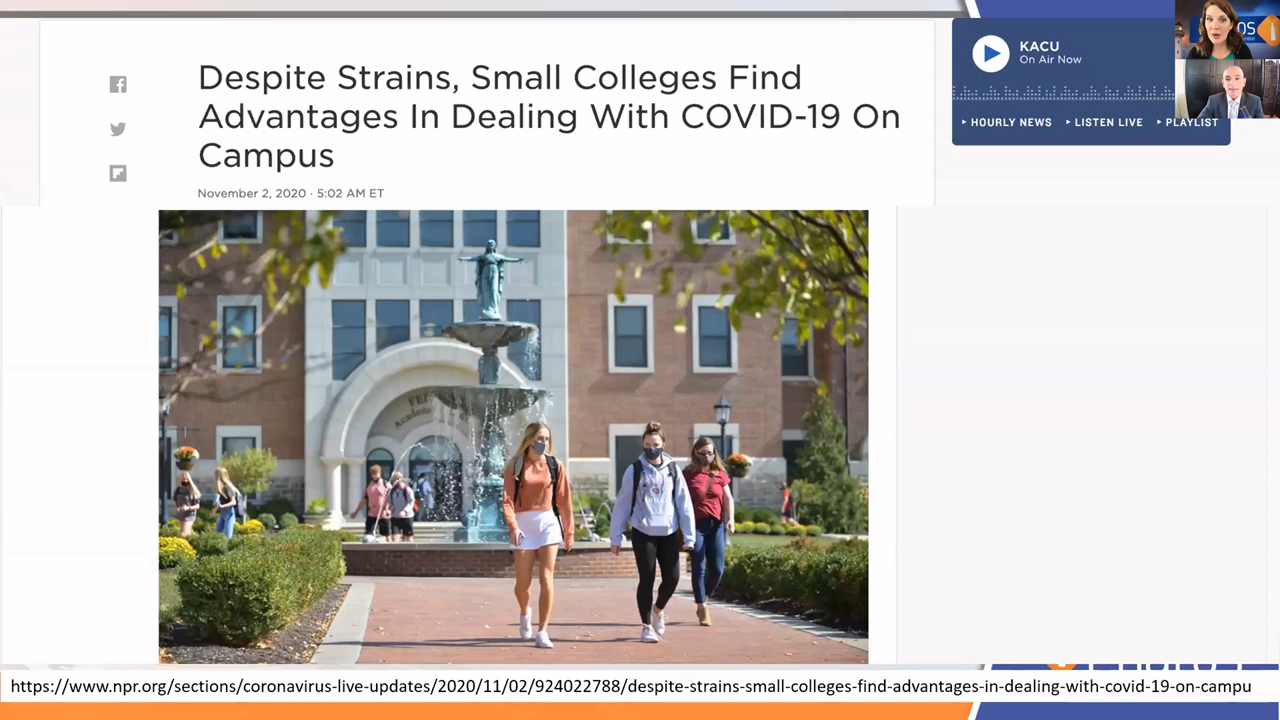 Despite Strains, Small Colleges Find
Advantages In Dealing With COVID-19 On
Campus
November 2, 2020 · 5:02 AM ET
KACU
On Air Now
HOURLY NEWS
LISTEN LIVE
PLAYLIST
OS
https://www.npr.org/sections/coronavirus-live-updates/2020/11/02/924022788/despite-strains-small-colleges-find-advantages-in-dealing-with-covid-19-on-campu